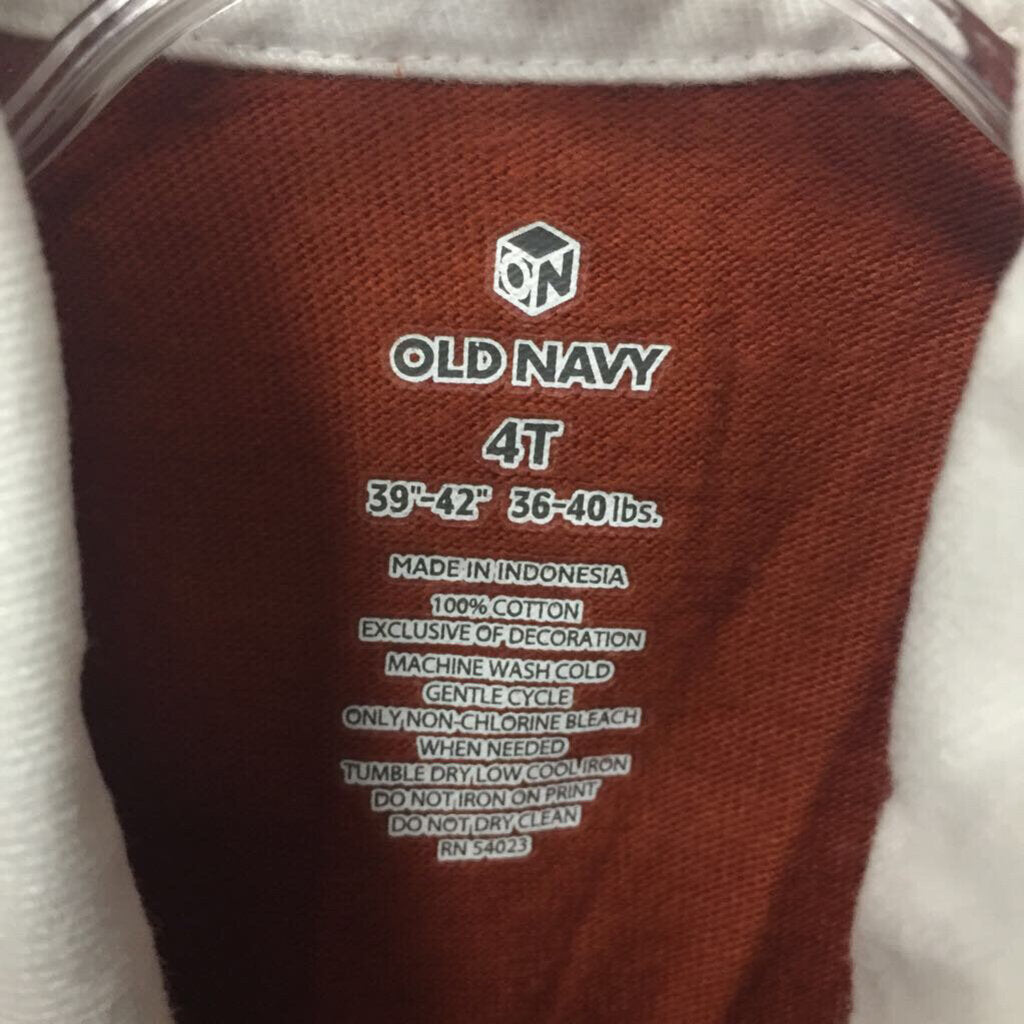 ON
OLD NAVY
4T
39"-42" 36-40 lbs.
MADE IN INDONESIA
100% COTTON
EXCLUSIVE OF DECORATION
MACHINE WASH COLD
GENTLE CYCLE
ONLY NON-CHLORINE BLEACH
WHEN NEEDED
TUMBLE DRY LOW COOL IRON
DO NOT IRON ON PRINT
DO NOT DRY CLEAN
RN 54023